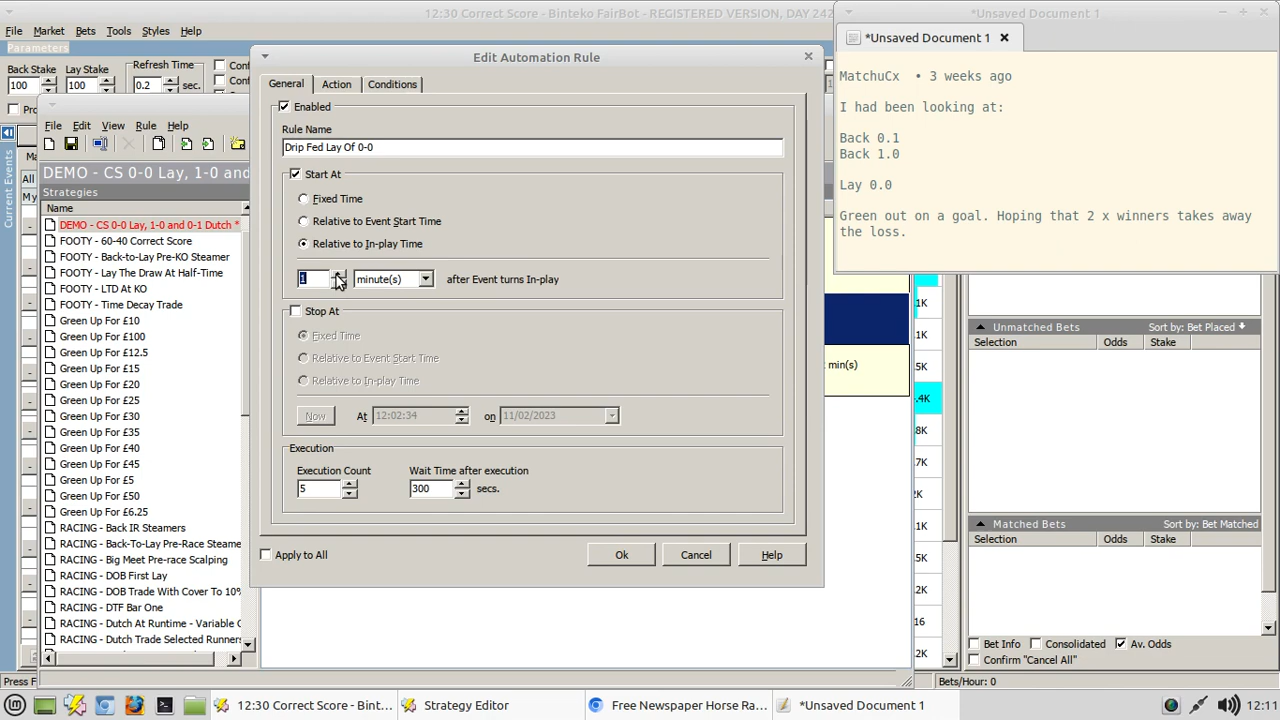 12:30 Correct Score - Binteko FairBot - REGISTERED VERSION, DAY 242
File Market Bets Tools Styles Help
Parameters
Back Stake Lay Stake Refresh Time
100 100 0.2 sec.
File Edit View Rule Help
DEMO - CS 0-0 Lay, 1-0 and
Strategies
Name
DEMO - CS 0-0 Lay, 1-0 and 0-1 Dutch *
FOOTY - 60-40 Correct Score
FOOTY - Back-to-Lay Pre-KO Steamer
FOOTY - Lay The Draw At Half-Time
FOOTY - LTD At KO
FOOTY - Time Decay Trade
Green Up For £10
Green Up For £100
Green Up For £12.5
Green Up For £15
Green Up For £20
Green Up For £25
Green Up For £30
Green Up For £35
Green Up For £40
Green Up For £45
Green Up For £5
Green Up For £50
Green Up For £6.25
RACING - Back IR Steamers
RACING - Back-To-Lay Pre-Race Steame
RACING - Big Meet Pre-race Scalping
RACING - DOB First Lay
RACING - DOB Trade With Cover To 10%
RACING - DTF Bar One
RACING - Dutch At Runtime - Variable
RACING - Dutch Trade Selected Runners
Current Events
All
My
Edit Automation Rule
General Action Conditions
Enabled
Rule Name
Drip Fed Lay Of 0-0
Start At
Fixed Time
Relative to Event Start Time
Relative to In-play Time
1 minute(s) after Event turns In-play
Stop At
Fixed Time
Relative to Event Start Time
Relative to In-play Time
Now At 12:02:34 on 11/02/2023
Execution
Execution Count Wait Time after execution
5 300 secs.
Apply to All Ok Cancel Help
min(s)
*Unsaved Document 1
*Unsaved Document 1
MatchuCx • 3 weeks ago
I had been looking at:
Back 0.1
Back 1.0
Lay 0.0
Green out on a goal. Hoping that 2 x winners takes away
the loss.
Unmatched Bets Sort by: Bet Placed
Selection Odds Stake
Matched Bets Sort by: Bet Matched
Selection Odds Stake
Bet Info Consolidated Av. Odds
Confirm "Cancel All"
Press F
Bets/Hour: 0
12:30 Correct Score - Bint... Strategy Editor Free Newspaper Horse Ra... *Unsaved Document 1 12:11